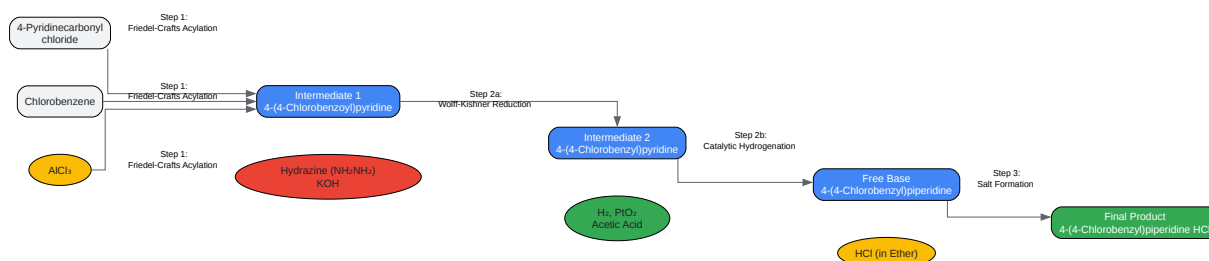 4-Pyridinecarbonyl
chloride
Step 1:
Friedel-Crafts Acylation
Chlorobenzene
Step 1:
Friedel-Crafts Acylation
Intermediate 1
4-(4-Chlorobenzoyl)pyridine
Step 2a:
Wolff-Kishner Reduction
AlCl₃
Step 1:
Friedel-Crafts Acylation
Hydrazine (NH₂NH₂)
KOH
Intermediate 2
4-(4-Chlorobenzyl)pyridine
Step 2b:
Catalytic Hydrogenation
H₂, PtO₂
Acetic Acid
Free Base
4-(4-Chlorobenzyl)piperidine
Step 3:
Salt Formation
HCl (in Ether)
Final Product
4-(4-Chlorobenzyl)piperidine HCl